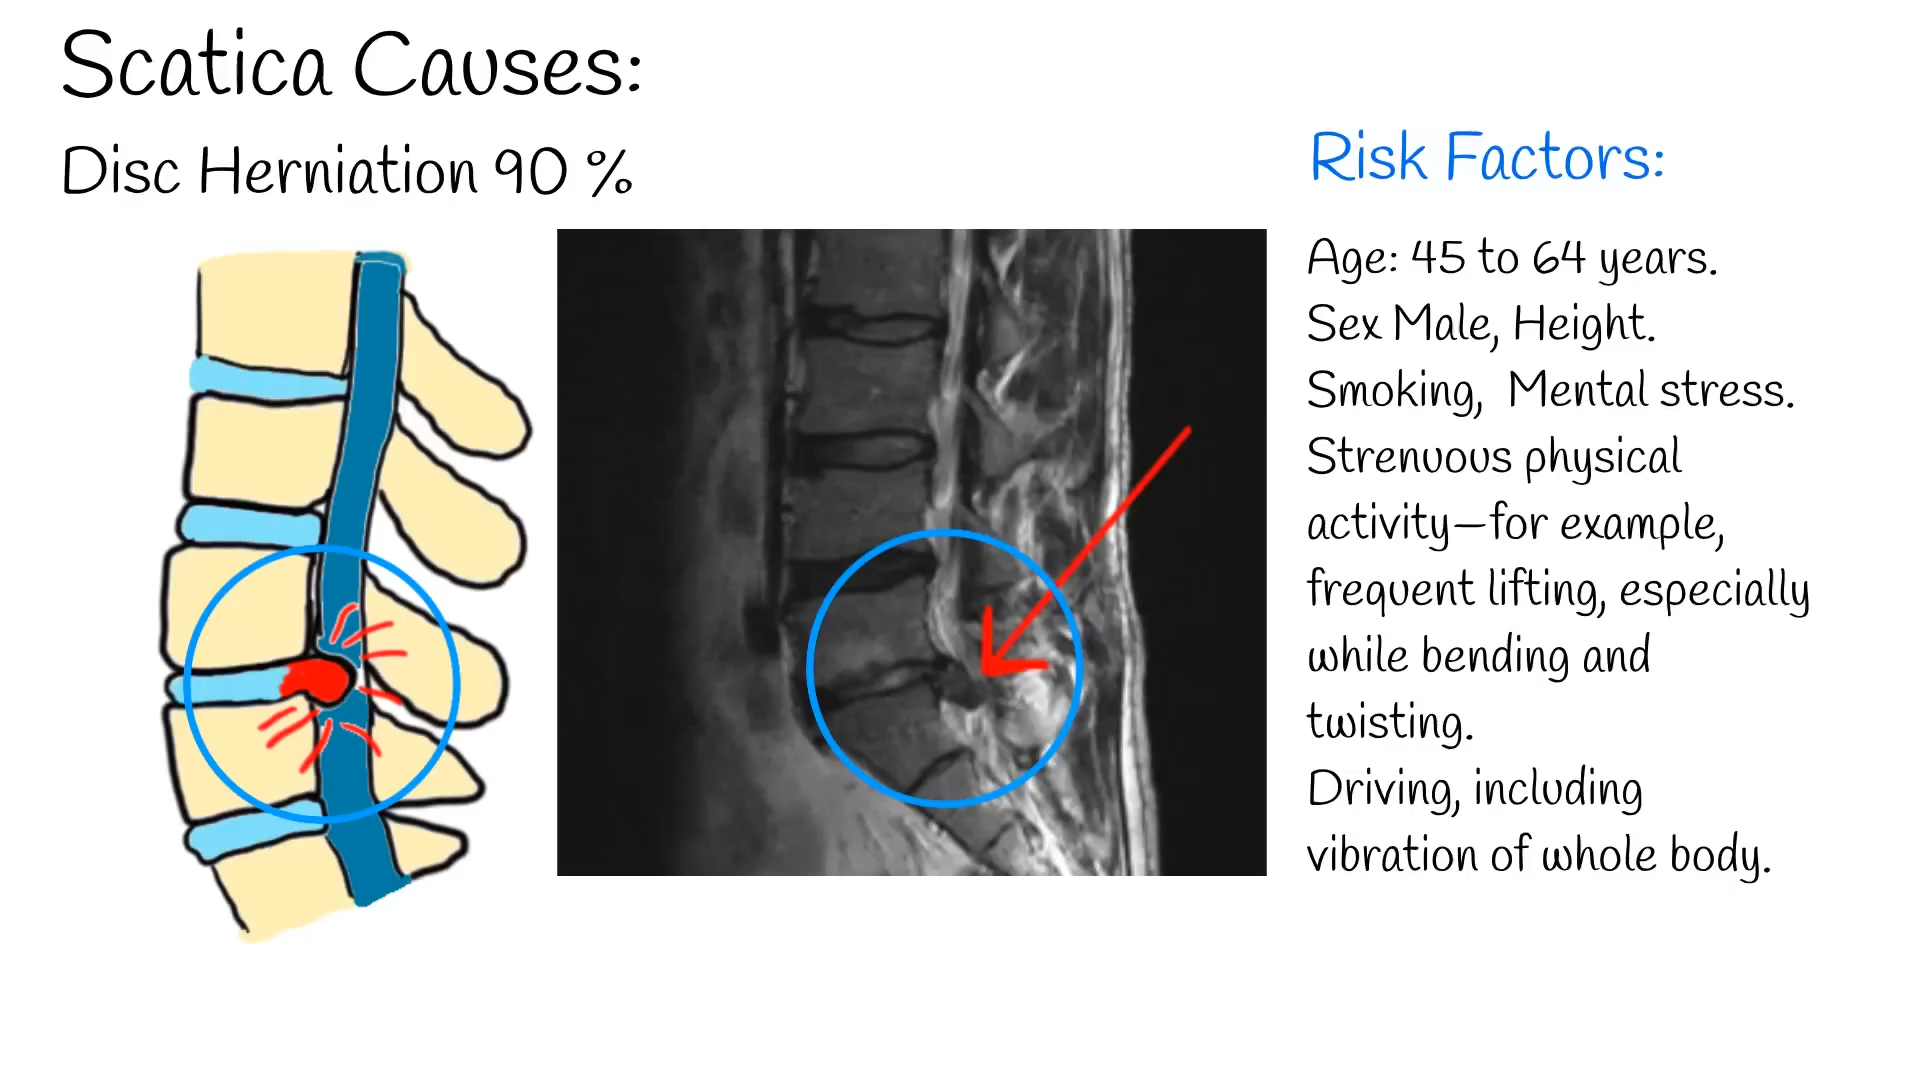 Scatica Causes:
Disc Herniation 90 %
Risk Factors:
Age: 45 to 64 years.
Sex Male, Height.
Smoking, Mental stress.
Strenuous physical
activity—for example,
frequent lifting, especially
while bending and
twisting.
Driving, including
vibration of whole body.